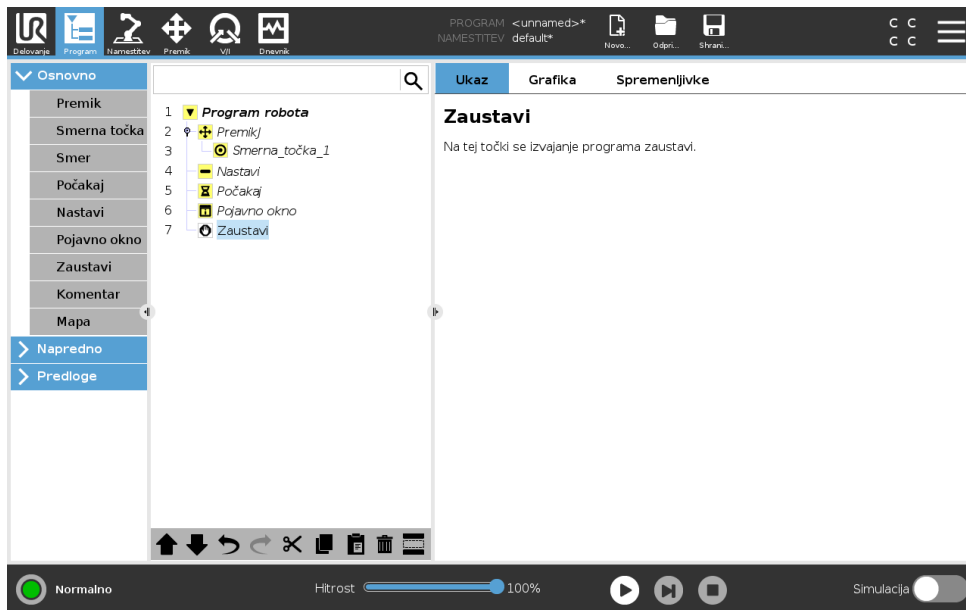 Delovanje
Program
Namestitev
Premik
V/I
Dnevnik
PROGRAM <unnamed>*
NAMESTITEV default*
Novo...
Odpri...
Shrani...
C C
C C
Osnovno
Premik
Smerna točka
Smer
Počakaj
Nastavi
Pojavno okno
Zaustavi
Komentar
Mapa
Napredno
Predloge
1 Program robota
2 PremikJ
3 Smerna_točka_1
4 Nastavi
5 Počakaj
6 Pojavno okno
7 Zaustavi
Ukaz Grafika Spremenljivke
Zaustavi
Na tej točki se izvajanje programa zaustavi.
Normalno
Hitrost 100%
Simulacija